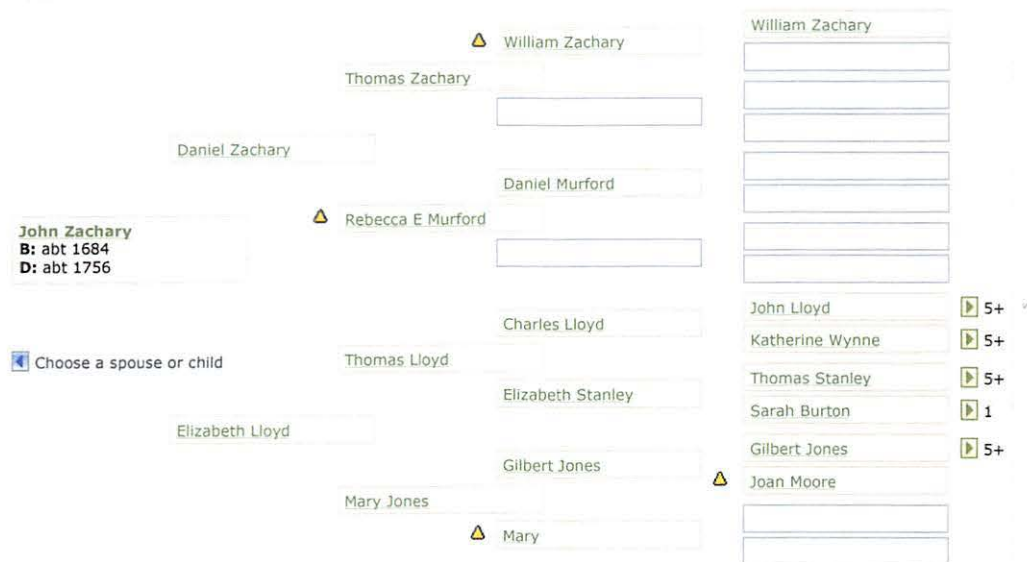 William Zachary
William Zachary
Thomas Zachary
Daniel Zachary
Daniel Murford
Rebecca E Murford
John Zachary
B: abt 1684
D: abt 1756
John Lloyd 5+
Charles Lloyd
Katherine Wynne 5+
Choose a spouse or child
Thomas Lloyd
Thomas Stanley 5+
Elizabeth Stanley
Sarah Burton 1
Elizabeth Lloyd
Gilbert Jones 5+
Gilbert Jones
Joan Moore
Mary Jones
Mary